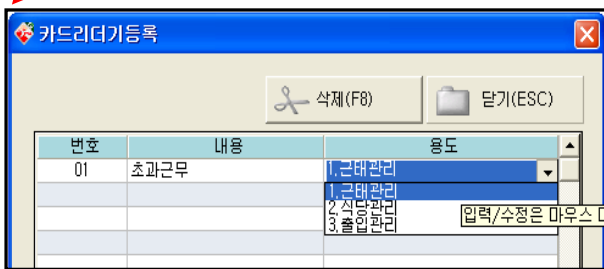 카드리더기등록
삭제(F8) 닫기(ESC)
번호 내용 용도
01 초과근무 1.근태관리
1.근태관리
2.식당관리
3.출입관리
입력/수정은 마우스